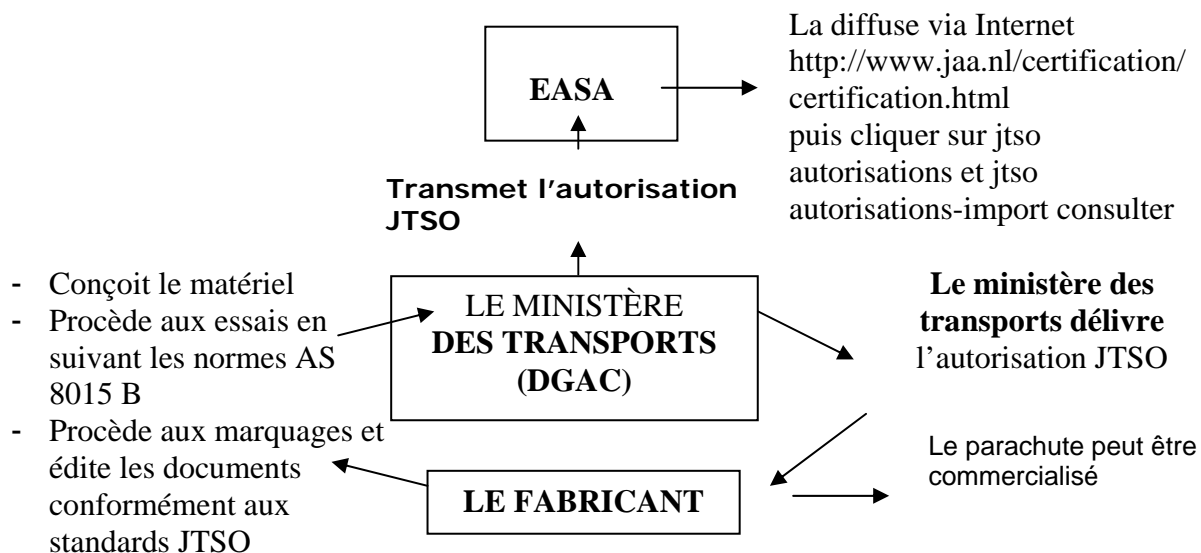 EASA
La diffuse via Internet
http://www.jaa.nl/certification/
certification.html
puis cliquer sur jtso
autorisations et jtso
autorisations-import consulter
Transmet l'autorisation
JTSO
- Conçoit le matériel
- Procède aux essais en
suivant les normes AS
8015 B
- Procède aux marquages et
édite les documents
conformément aux
standards JTSO
LE MINISTÈRE
DES TRANSPORTS
(DGAC)
Le ministère des
transports délivre
l'autorisation JTSO
LE FABRICANT
Le parachute peut être
commercialisé